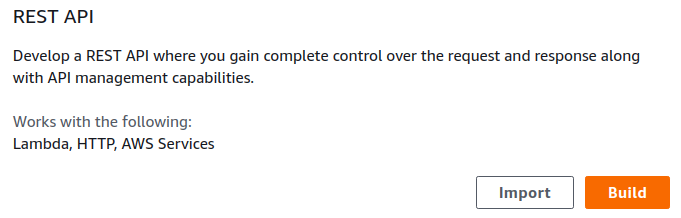 REST API
Develop a REST API where you gain complete control over the request and response along
with API management capabilities.
Works with the following:
Lambda, HTTP, AWS Services
Import Build